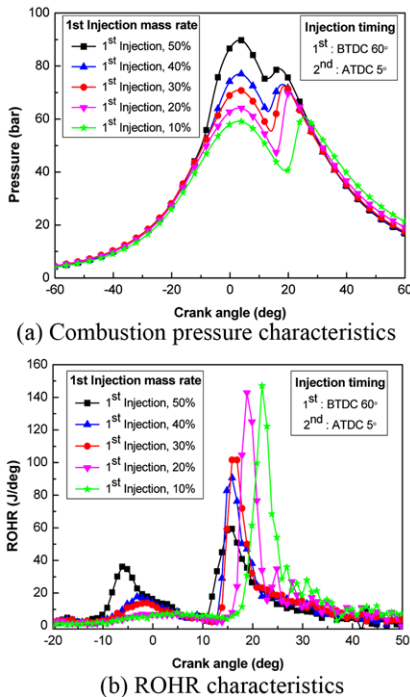 1st Injection mass rate
1st Injection, 50%
1st Injection, 40%
1st Injection, 30%
1st Injection, 20%
1st Injection, 10%
Injection timing
1st : BTDC 60°
2nd : ATDC 5°
Pressure (bar)
100
80
60
40
20
0
-60 -40 -20 0 20 40 60
Crank angle (deg)
(a) Combustion pressure characteristics
1st Injection mass rate
1st Injection, 50%
1st Injection, 40%
1st Injection, 30%
1st Injection, 20%
1st Injection, 10%
Injection timing
1st : BTDC 60°
2nd : ATDC 5°
ROHR (J/deg)
160
140
120
100
80
60
40
20
0
-20 -10 0 10 20 30 40 50
Crank angle (deg)
(b) ROHR characteristics